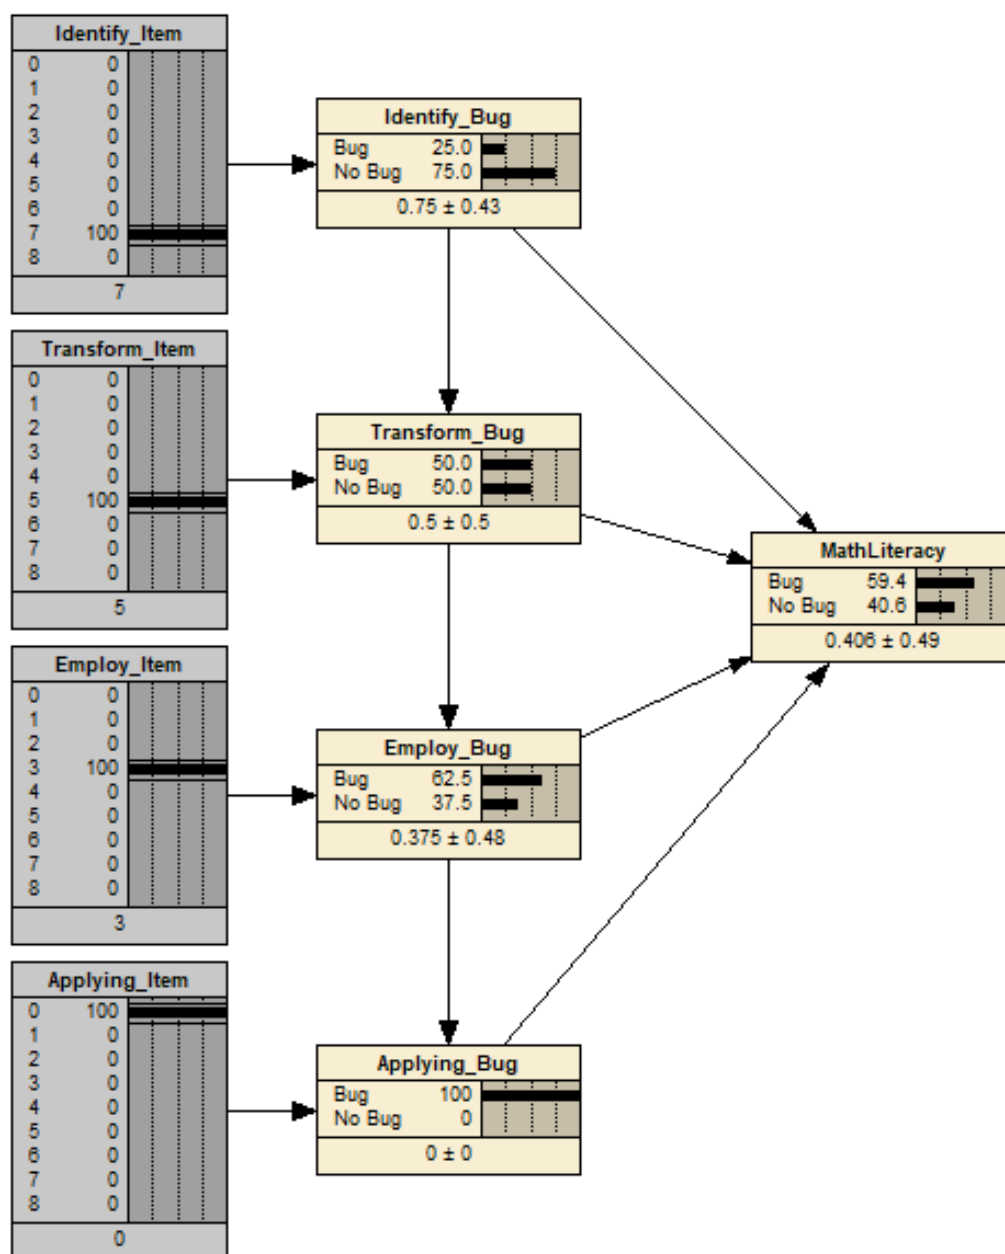 Identify_Item
0 0
1 0
2 0
3 0
4 0
5 0
6 0
7 100
8 0
7
Identify_Bug
Bug 25.0
No Bug 75.0
0.75 ± 0.43
Transform_Item
0 0
1 0
2 0
3 0
4 0
5 100
6 0
7 0
8 0
5
Transform_Bug
Bug 50.0
No Bug 50.0
0.5 ± 0.5
MathLiteracy
Bug 59.4
No Bug 40.6
0.406 ± 0.49
Employ_Item
0 0
1 0
2 0
3 100
4 0
5 0
6 0
7 0
8 0
3
Employ_Bug
Bug 62.5
No Bug 37.5
0.375 ± 0.48
Applying_Item
0 100
1 0
2 0
3 0
4 0
5 0
6 0
7 0
8 0
0
Applying_Bug
Bug 100
No Bug 0
0 ± 0